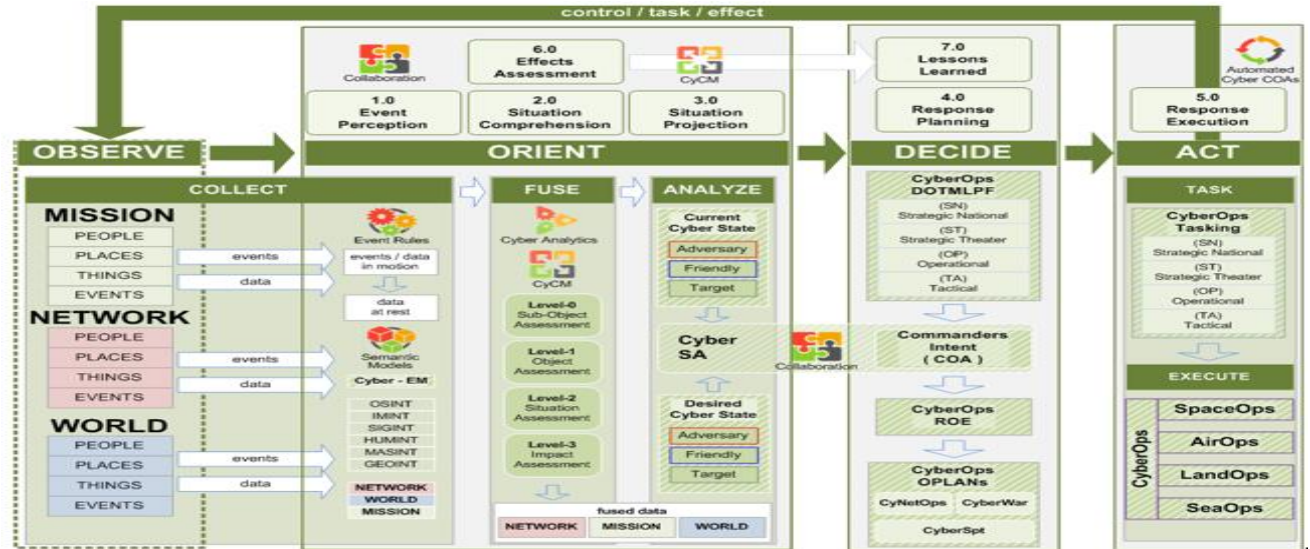 control / task / effect
Collaboration
6.0
Effects
Assessment
CyCM
7.0
Lessons
Learned
Automated
Cyber COAs
1.0
Event
Perception
2.0
Situation
Comprehension
3.0
Situation
Projection
4.0
Response
Planning
5.0
Response
Execution
OBSERVE
ORIENT
DECIDE
ACT
COLLECT
MISSION
PEOPLE
PLACES
THINGS
EVENTS
events
data
NETWORK
PEOPLE
PLACES
THINGS
EVENTS
events
data
WORLD
PEOPLE
PLACES
THINGS
EVENTS
events
data
Event Rules
events / data
in motion
data
at rest
Semantic
Models
Cyber - EM
OSINT
IMINT
SIGINT
HUMINT
MASINT
GEOINT
NETWORK
WORLD
MISSION
FUSE
Cyber Analytics
CyCM
Level-0
Sub-Object
Assessment
Level-1
Object
Assessment
Level-2
Situation
Assessment
Level-3
Impact
Assessment
ANALYZE
Current
Cyber State
Adversary
Friendly
Target
Cyber
SA
Collaboration
Desired
Cyber State
Adversary
Friendly
Target
fused data
NETWORK
MISSION
WORLD
CyberOps
DOTMLPF
(SN)
Strategic National
(ST)
Strategic Theater
(OP)
Operational
(TA)
Tactical
Commanders
Intent
( COA )
CyberOps
ROE
CyberOps
OPLANs
CyNetOps
CyberWar
CyberSpt
TASK
CyberOps
Tasking
(SN)
Strategic National
(ST)
Strategic Theater
(OP)
Operational
(TA)
Tactical
EXECUTE
CyberOps
SpaceOps
AirOps
LandOps
SeaOps